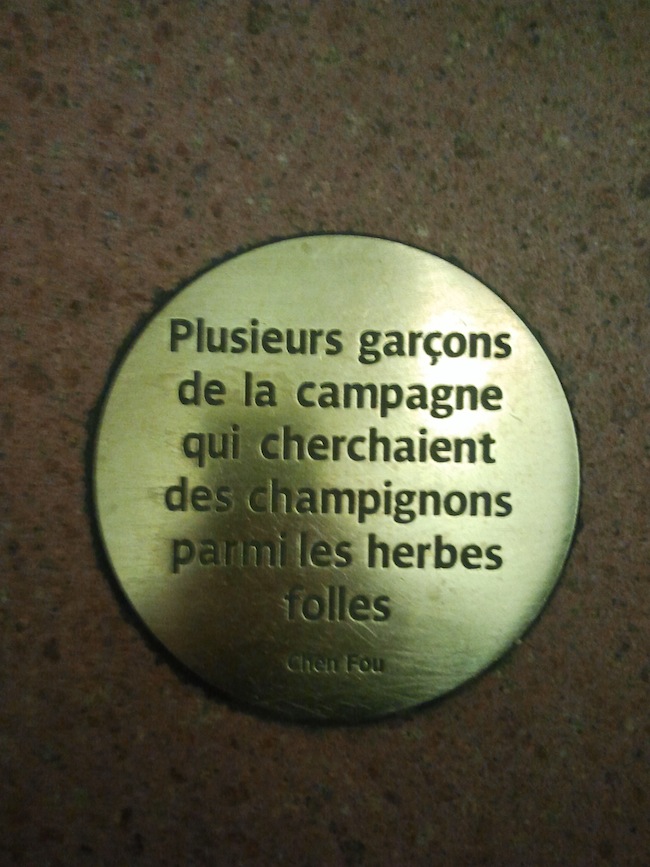 Plusieurs garçons
de la campagne
qui cherchaient
des champignons
parmi les herbes
folles
Chen Fou